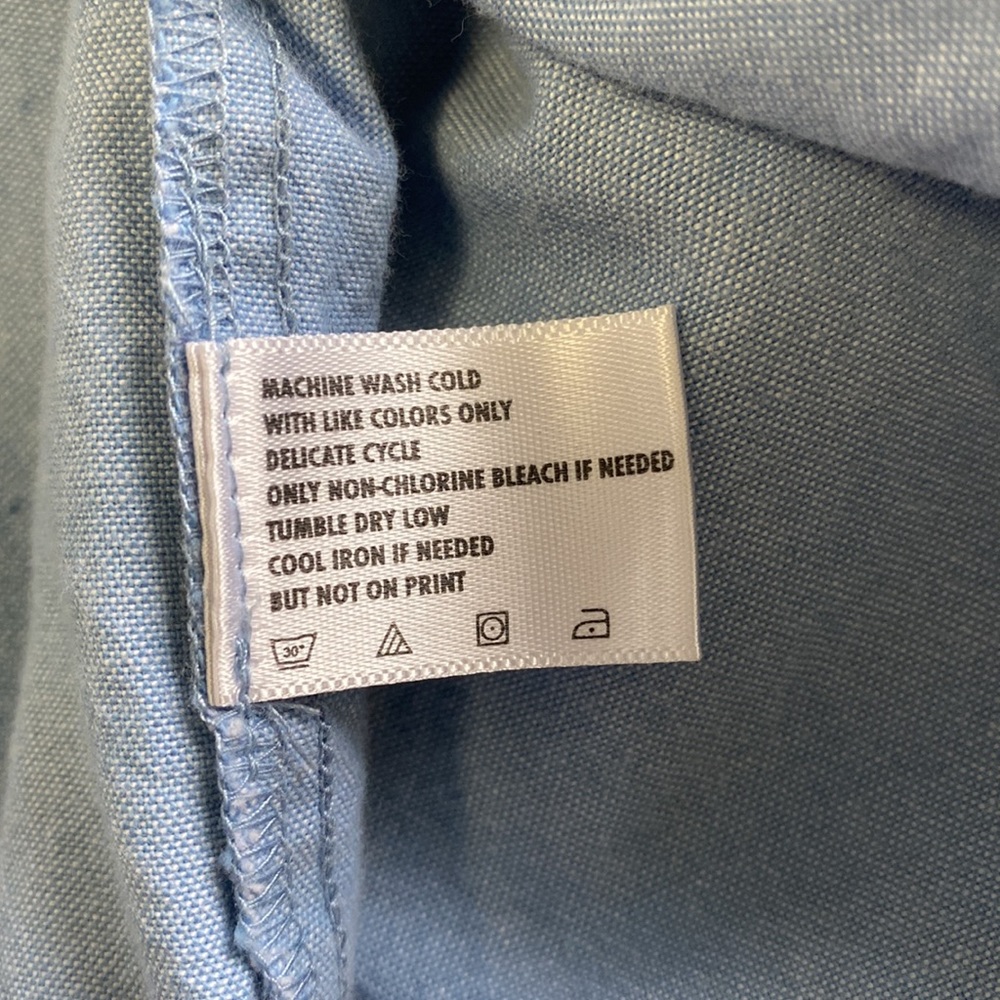 MACHINE WASH COLD
WITH LIKE COLORS ONLY
DELICATE CYCLE
ONLY NON-CHLORINE BLEACH IF NEEDED
TUMBLE DRY LOW
COOL IRON IF NEEDED
BUT NOT ON PRINT
30°